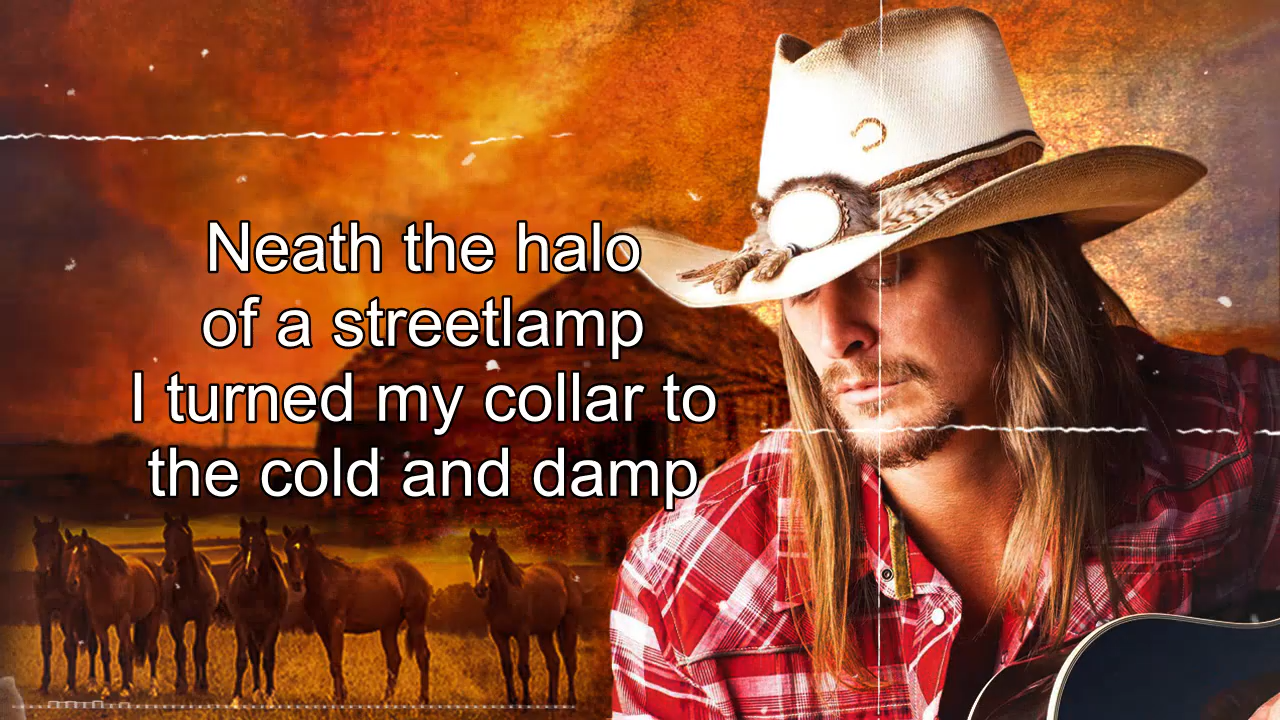 Neath the halo
of a streetlamp
I turned my collar to
the cold and damp